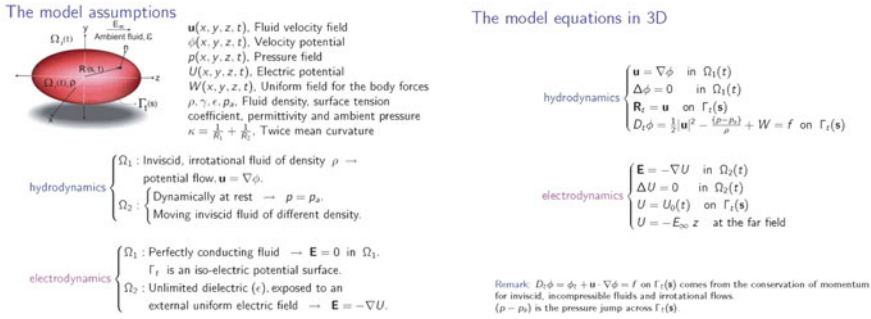 The model assumptions
E∞
Ambient fluid, ε
Ω₂(t)
y
n
R(s, t)
z
Ω₁(t), ρ
x
Γₜ(s)
u(x, y, z, t), Fluid velocity field
ϕ(x, y, z, t), Velocity potential
p(x, y, z, t), Pressure field
U(x, y, z, t), Electric potential
W(x, y, z, t), Uniform field for the body forces
ρ, γ, ϵ, pₐ, Fluid density, surface tension
coefficient, permittivity and ambient pressure
κ = 1/R₁ + 1/R₂, Twice mean curvature
hydrodynamics
Ω₁ : Inviscid, irrotational fluid of density ρ →
potential flow, u = ∇ϕ.
Ω₂ : { Dynamically at rest → p = pₐ.
Moving inviscid fluid of different density.
electrodynamics
Ω₁ : Perfectly conducting fluid → E = 0 in Ω₁.
Γₜ is an iso-electric potential surface.
Ω₂ : Unlimited dielectric (ϵ), exposed to an
external uniform electric field → E = −∇U.
The model equations in 3D
hydrodynamics
u = ∇ϕ in Ω₁(t)
Δϕ = 0 in Ω₁(t)
Rₜ = u on Γₜ(s)
Dₜϕ = ½|u|² − (p−pₐ)/ρ + W = f on Γₜ(s)
electrodynamics
E = −∇U in Ω₂(t)
ΔU = 0 in Ω₂(t)
U = U₀(t) on Γₜ(s)
U = −E∞ z at the far field
Remark: Dₜϕ = ϕₜ + u · ∇ϕ = f on Γₜ(s) comes from the conservation of momentum
for inviscid, incompressible fluids and irrotational flows.
(p − pₐ) is the pressure jump across Γₜ(s).